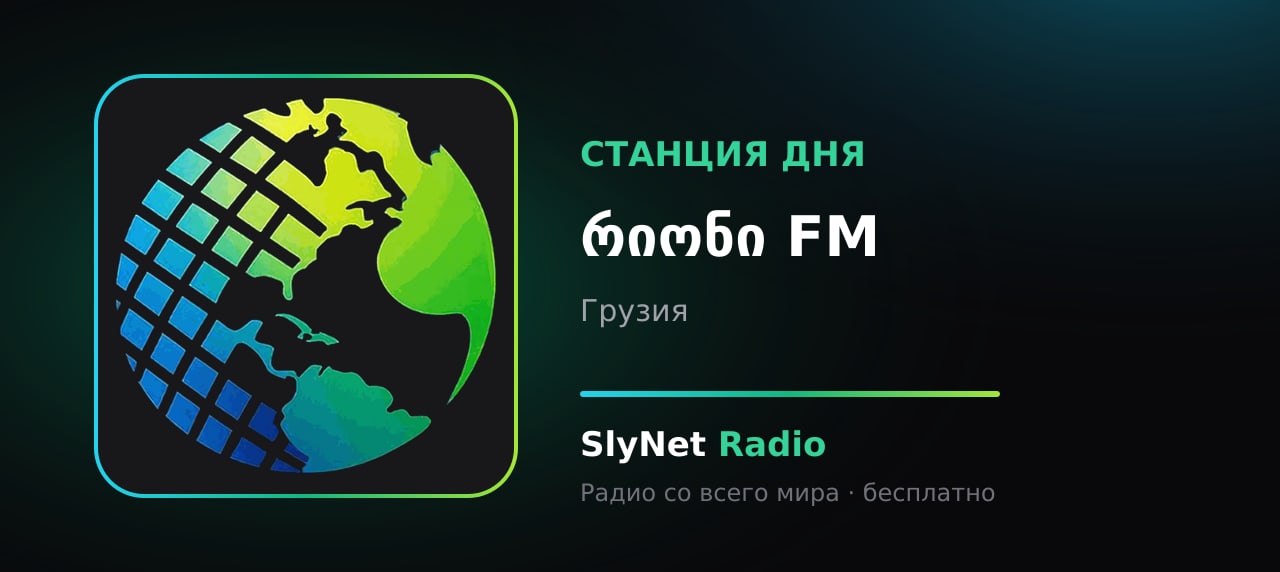 СТАНЦИЯ ДНЯ
რიონი FM
Грузия
SlyNet Radio
Радио со всего мира · бесплатно